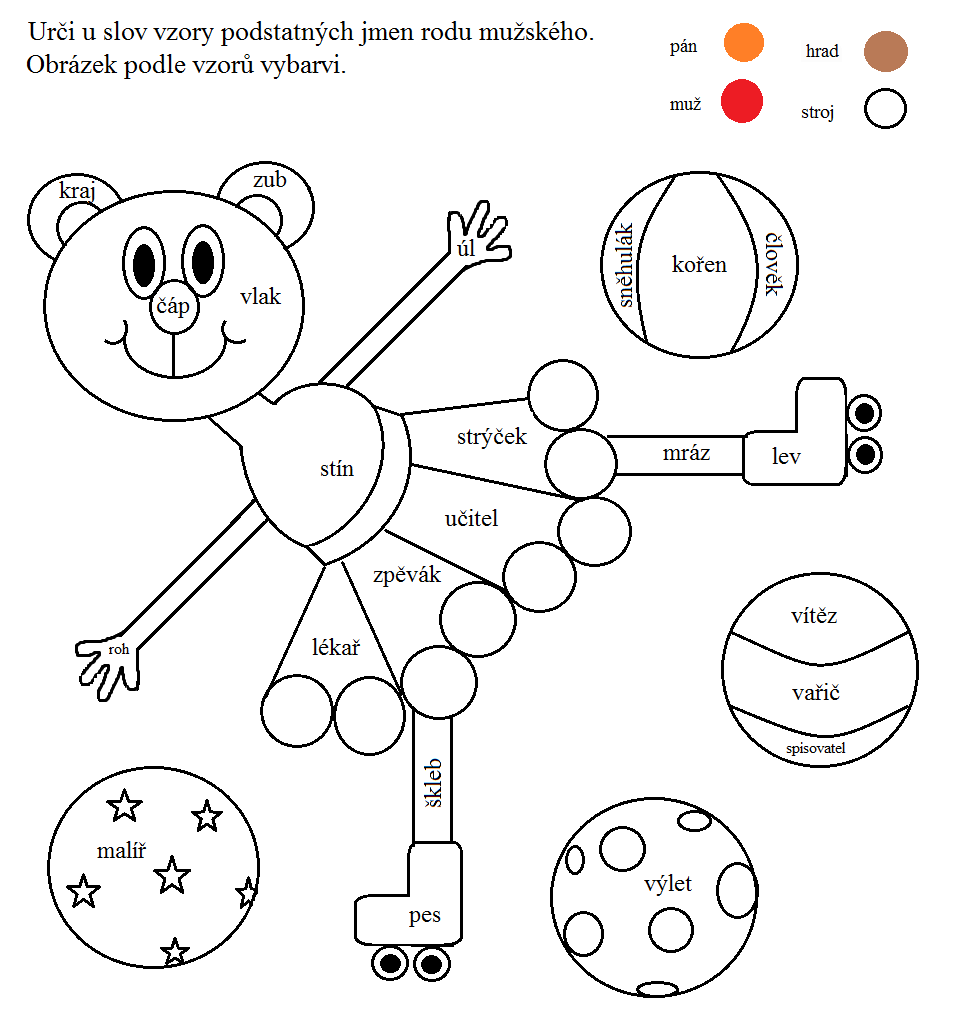 Urči u slov vzory podstatných jmen rodu mužského.
Obrázek podle vzorů vybarvi.
pán
hrad
muž
stroj
kraj
zub
úl
sněhulák
kořen
člověk
čáp
vlak
strýček
mráz
lev
stín
učitel
zpěvák
vítěz
lékař
roh
vařič
spisovatel
škleb
malíř
výlet
pes